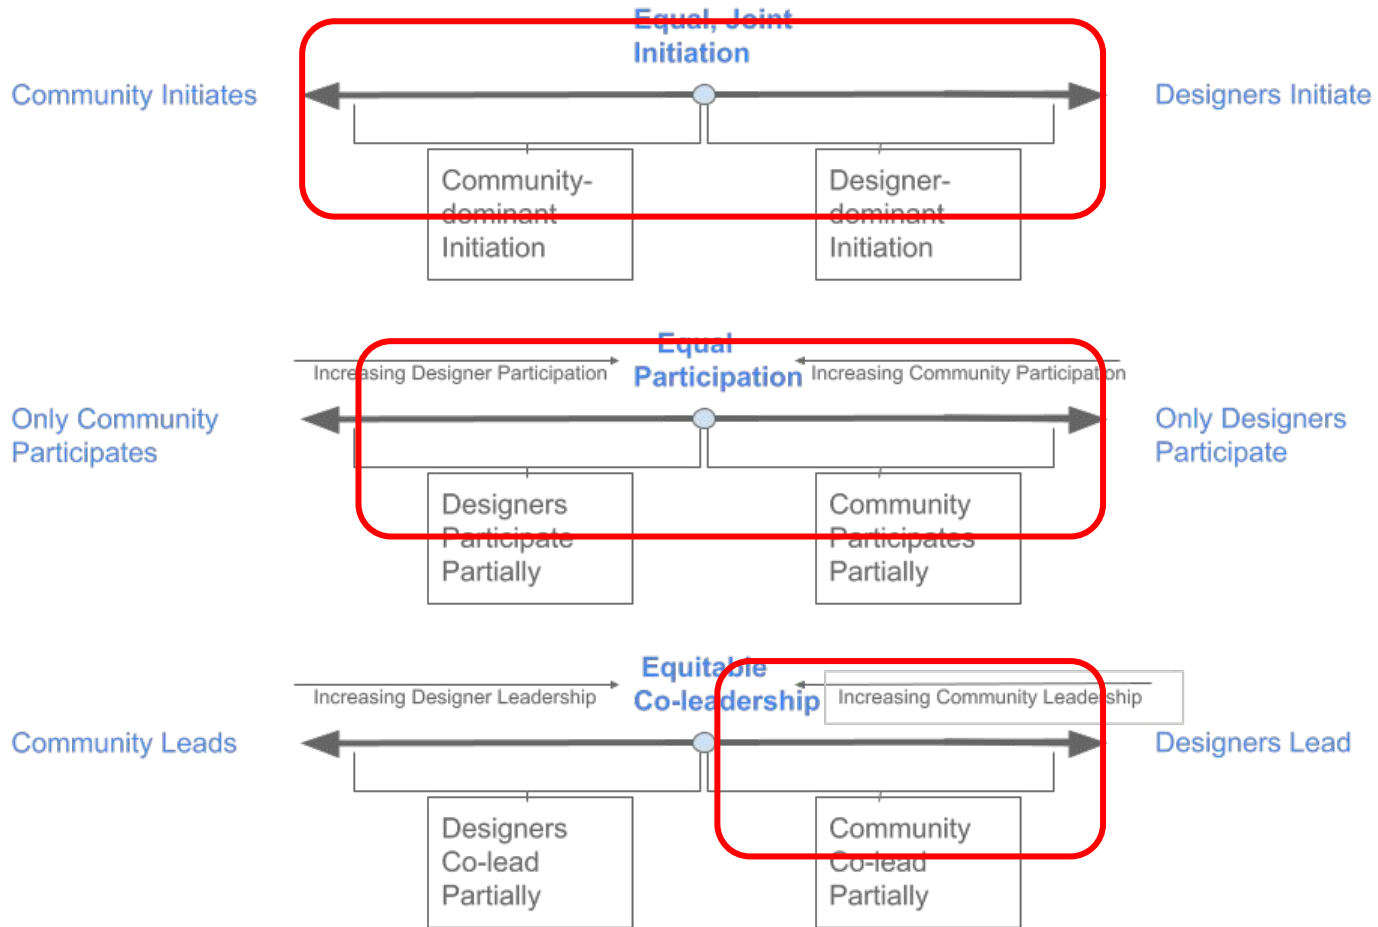 Equal, Joint
Initiation
Community Initiates
Designers Initiate
Community-
dominant
Initiation
Designer-
dominant
Initiation
Equal
Participation
Increasing Designer Participation
Increasing Community Participation
Only Community
Participates
Only Designers
Participate
Designers
Participate
Partially
Community
Participates
Partially
Equitable
Co-leadership
Increasing Designer Leadership
Increasing Community Leadership
Community Leads
Designers Lead
Designers
Co-lead
Partially
Community
Co-lead
Partially